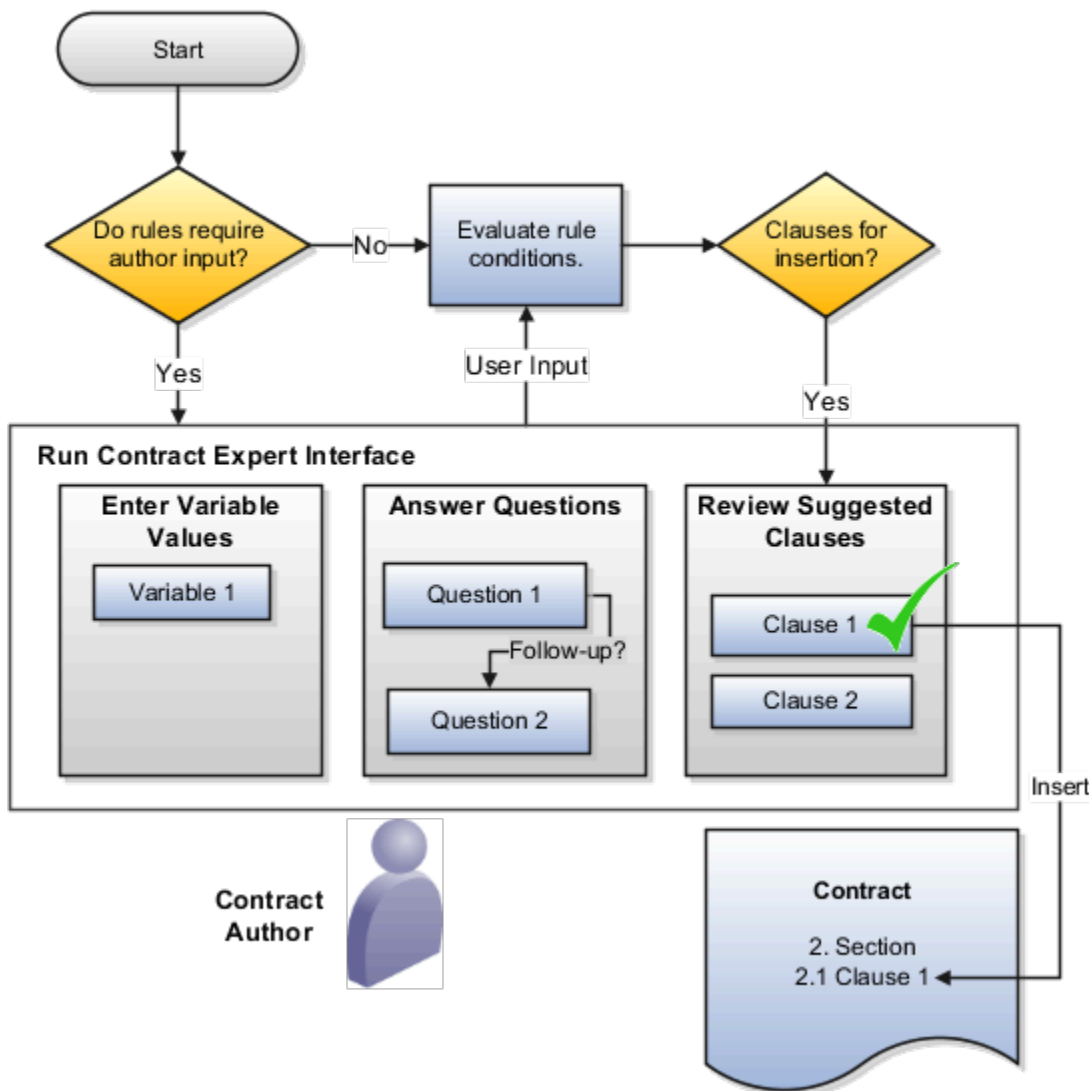 Start
Do rules require
author input?
No
Evaluate rule
conditions.
Clauses for
insertion?
Yes
User Input
Yes
Run Contract Expert Interface
Enter Variable
Values
Variable 1
Answer Questions
Question 1
Follow-up?
Question 2
Review Suggested
Clauses
Clause 1
Clause 2
Insert
Contract
Author
Contract
2. Section
2.1 Clause 1